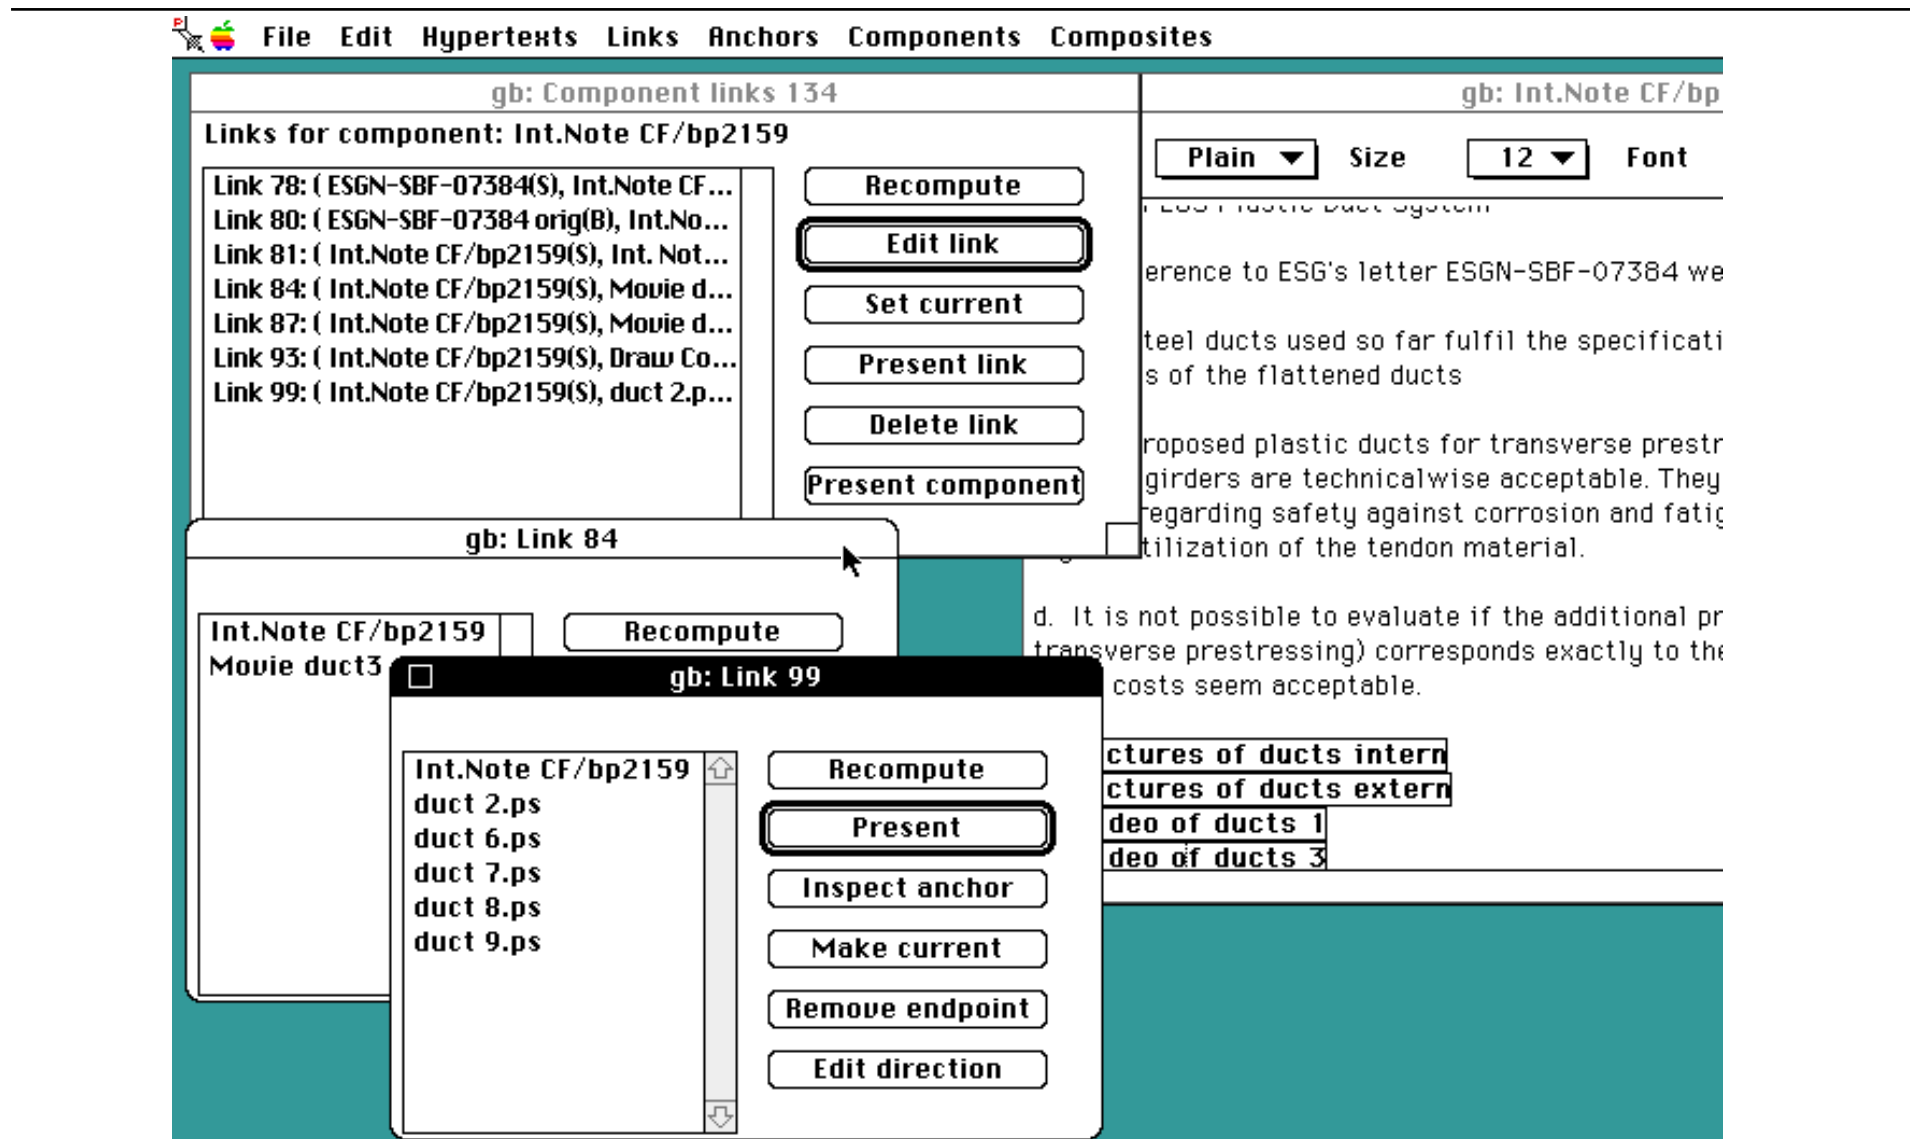 File Edit Hypertexts Links Anchors Components Composites
gb: Component links 134
Links for component: Int.Note CF/bp2159
Link 78: ( ESGN-SBF-07384(S), Int.Note CF...
Link 80: ( ESGN-SBF-07384 orig(B), Int.No...
Link 81: ( Int.Note CF/bp2159(S), Int. Not...
Link 84: ( Int.Note CF/bp2159(S), Movie d...
Link 87: ( Int.Note CF/bp2159(S), Movie d...
Link 93: ( Int.Note CF/bp2159(S), Draw Co...
Link 99: ( Int.Note CF/bp2159(S), duct 2.p...
Recompute
Edit link
Set current
Present link
Delete link
Present component
gb: Int.Note CF/bp
Plain Size 12 Font
Plastic Duct System
erence to ESG's letter ESGN-SBF-07384 we
teel ducts used so far fulfil the specificati
s of the flattened ducts
roposed plastic ducts for transverse prestr
girders are technicalwise acceptable. They
regarding safety against corrosion and fatig
tilization of the tendon material.
d. It is not possible to evaluate if the additional pr
transverse prestressing) corresponds exactly to the
costs seem acceptable.
ctures of ducts intern
ctures of ducts extern
deo of ducts 1
deo of ducts 3
gb: Link 84
Int.Note CF/bp2159
Movie duct3
Recompute
gb: Link 99
Int.Note CF/bp2159
duct 2.ps
duct 6.ps
duct 7.ps
duct 8.ps
duct 9.ps
Recompute
Present
Inspect anchor
Make current
Remove endpoint
Edit direction